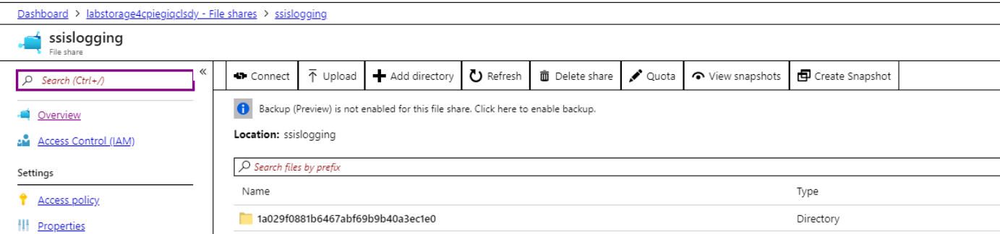 Dashboard > labstorage4cpiegiqclsdy - File shares > ssislogging
ssislogging
File share
Search (Ctrl+/)
«
Overview
Access Control (IAM)
Settings
Access policy
Properties
Connect Upload Add directory Refresh Delete share Quota View snapshots Create Snapshot
Backup (Preview) is not enabled for this file share. Click here to enable backup.
Location: ssislogging
Search files by prefix
Name Type
1a029f0881b6467abf69b9b40a3ec1e0 Directory